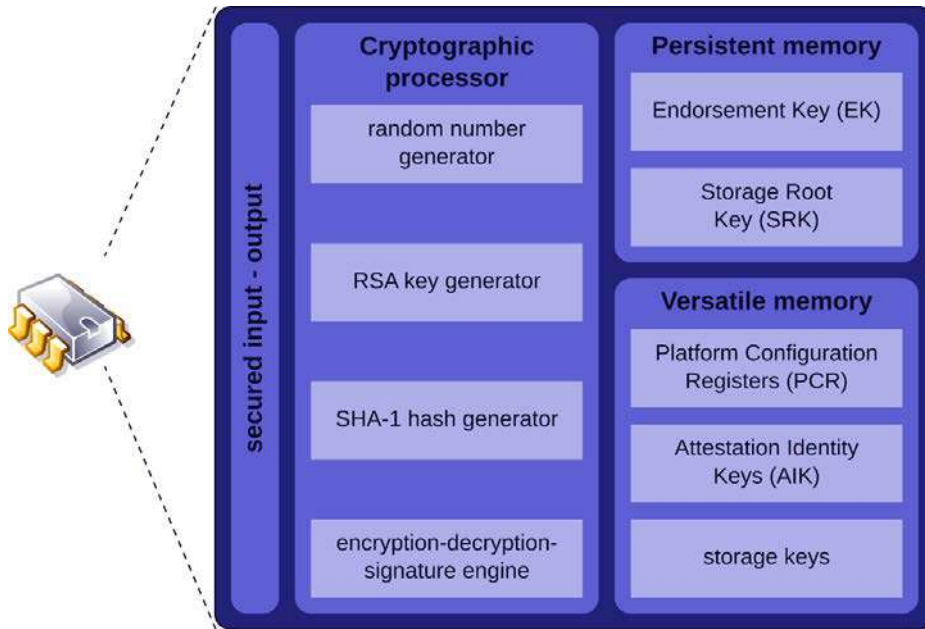 secured input - output
Cryptographic
processor
random number
generator
RSA key generator
SHA-1 hash generator
encryption-decryption-
signature engine
Persistent memory
Endorsement Key (EK)
Storage Root
Key (SRK)
Versatile memory
Platform Configuration
Registers (PCR)
Attestation Identity
Keys (AIK)
storage keys